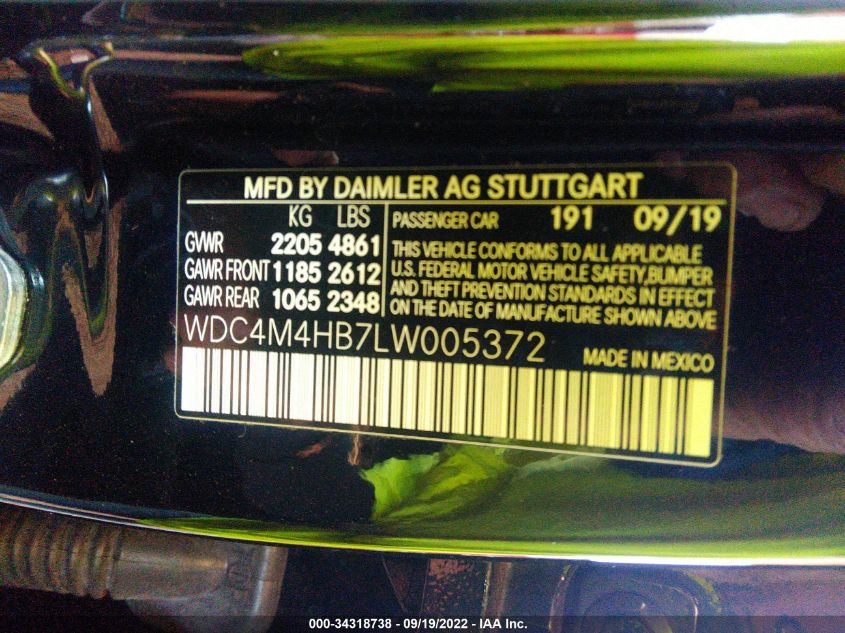 MFD BY DAIMLER AG STUTTGART
KG LBS
GVWR 2205 4861
GAWR FRONT 1185 2612
GAWR REAR 1065 2348
PASSENGER CAR 191 09/19
THIS VEHICLE CONFORMS TO ALL APPLICABLE
U.S. FEDERAL MOTOR VEHICLE SAFETY,BUMPER
AND THEFT PREVENTION STANDARDS IN EFFECT
ON THE DATE OF MANUFACTURE SHOWN ABOVE
WDC4M4HB7LW005372
MADE IN MEXICO
000-34318738 - 09/19/2022 - IAA Inc.